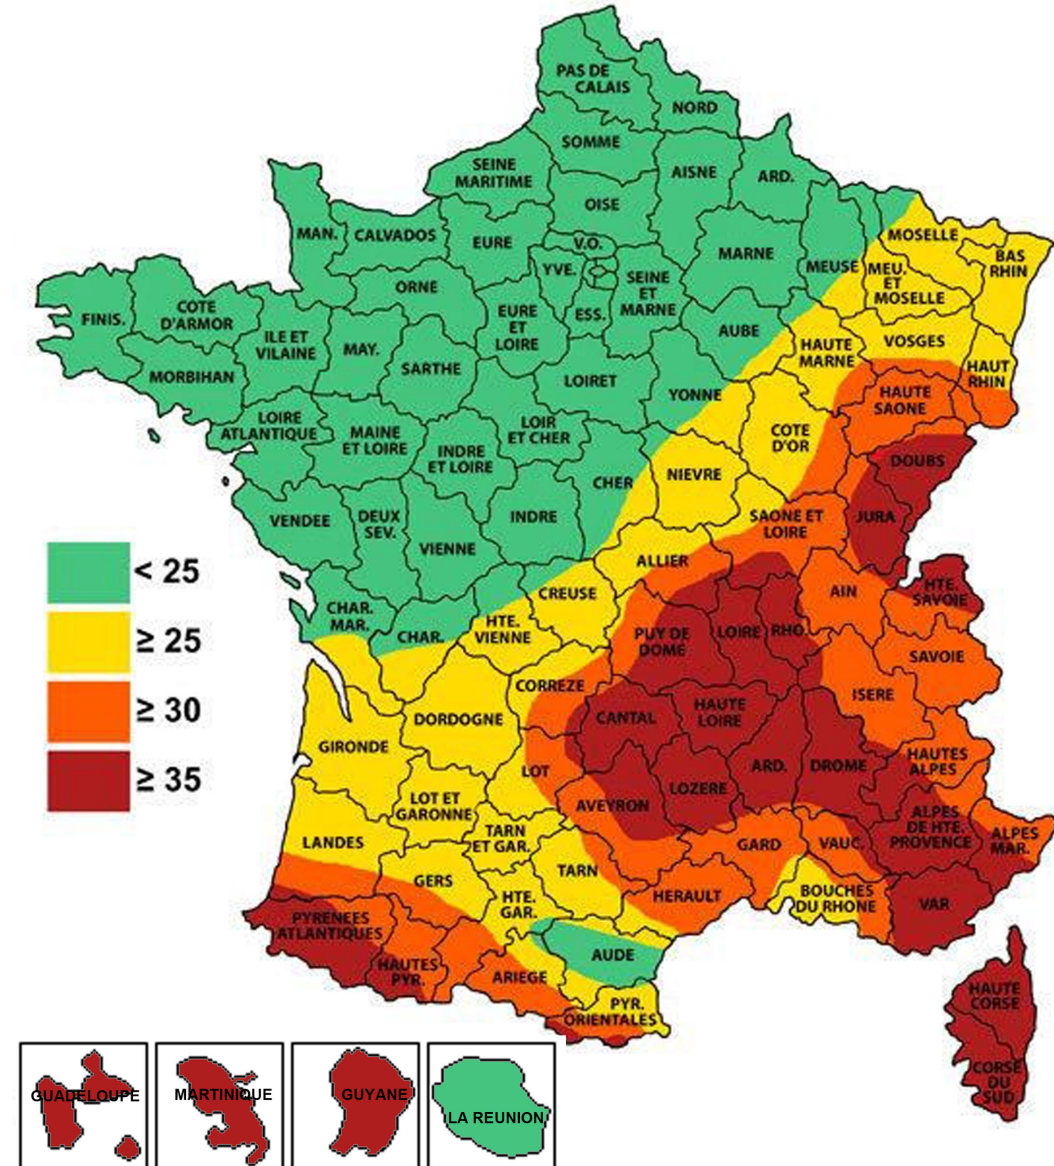 PAS DE
CALAIS
NORD
SOMME
SEINE
MARITIME
AISNE
ARD.
OISE
MAN.
CALVADOS
EURE
V.O.
MARNE
MOSELLE
BAS
RHIN
YVE.
SEINE
ET
MARNE
MEUSE
MEU.
ET
MOSELLE
ORNE
FINIS.
COTE
D'ARMOR
EURE
ET
LOIRE
ESS.
AUBE
ILE ET
VILAINE
MAY.
HAUTE
MARNE
VOSGES
MORBIHAN
SARTHE
LOIRET
YONNE
HAUT
RHIN
HAUTE
SAONE
LOIRE
ATLANTIQUE
MAINE
ET LOIRE
LOIR
ET CHER
COTE
D'OR
INDRE
ET LOIRE
CHER
NIEVRE
DOUBS
VENDEE
DEUX
SEV.
INDRE
SAONE ET
LOIRE
JURA
VIENNE
ALLIER
< 25
≥ 25
≥ 30
≥ 35
CHAR.
MAR.
CHAR.
HTE.
VIENNE
CREUSE
AIN
HTE.
SAVOIE
PUY DE
DOME
LOIRE
RHO.
SAVOIE
CORREZE
ISERE
DORDOGNE
CANTAL
HAUTE
LOIRE
GIRONDE
HAUTES
ALPES
LOT
ARD.
DROME
LOT ET
GARONNE
AVEYRON
LOZERE
ALPES
DE HTE.
PROVENCE
ALPES
MAR.
LANDES
TARN
ET GAR.
GARD
VAUC.
GERS
TARN
HTE.
GAR.
HERAULT
BOUCHES
DU RHONE
VAR
PYRENEES
ATLANTIQUES
AUDE
HAUTES
PYR.
ARIEGE
PYR.
ORIENTALES
HAUTE
CORSE
CORSE
DU
SUD
GUADELOUPE
MARTINIQUE
GUYANE
LA REUNION